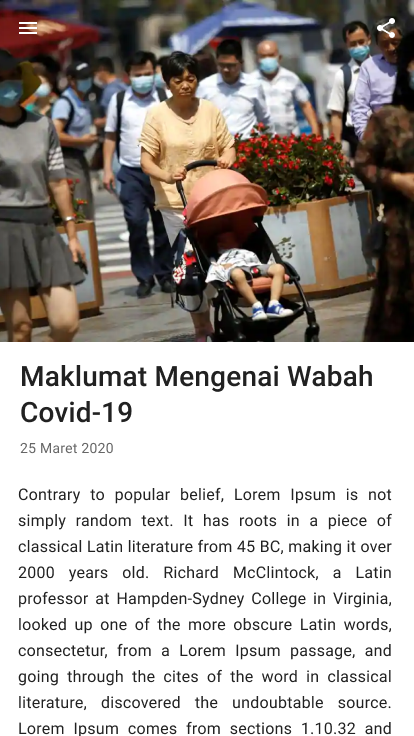 Maklumat Mengenai Wabah
Covid-19
25 Maret 2020
Contrary to popular belief, Lorem Ipsum is not
simply random text. It has roots in a piece of
classical Latin literature from 45 BC, making it over
2000 years old. Richard McClintock, a Latin
professor at Hampden-Sydney College in Virginia,
looked up one of the more obscure Latin words,
consectetur, from a Lorem Ipsum passage, and
going through the cites of the word in classical
literature, discovered the undoubtable source.
Lorem Ipsum comes from sections 1.10.32 and